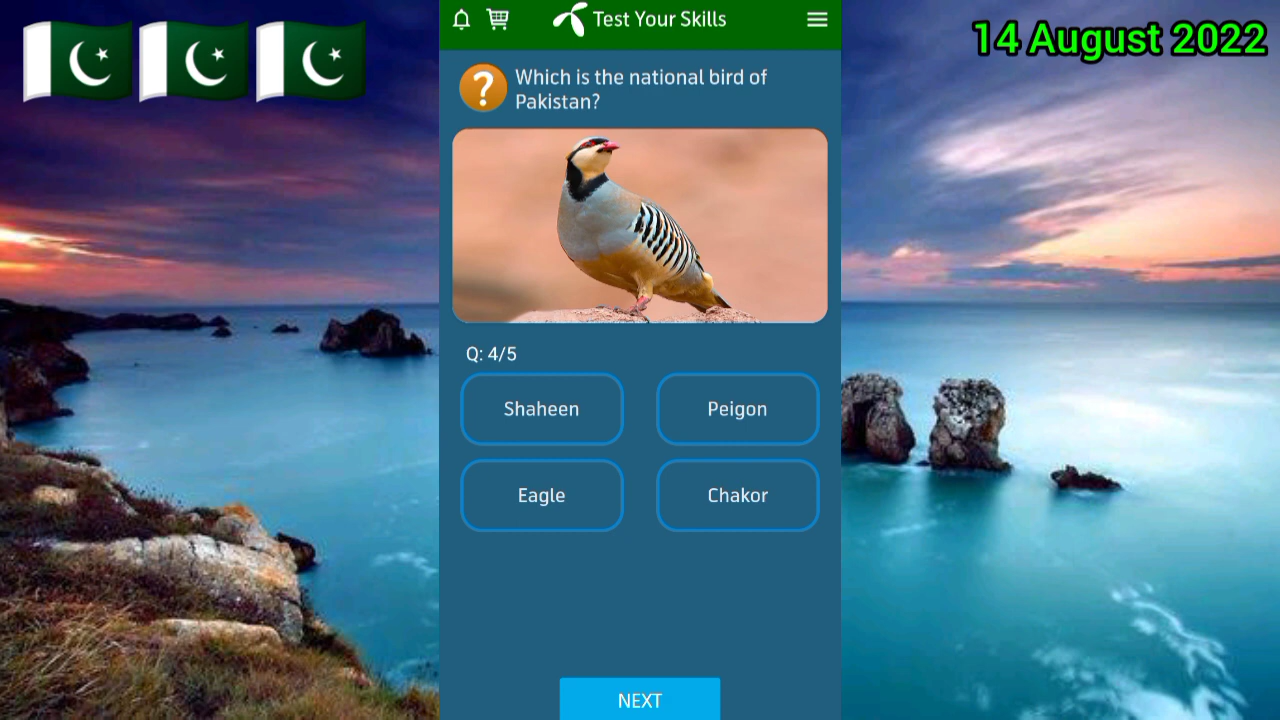 14 August 2022
Test Your Skills
?
Which is the national bird of
Pakistan?
Q: 4/5
Shaheen
Peigon
Eagle
Chakor
NEXT